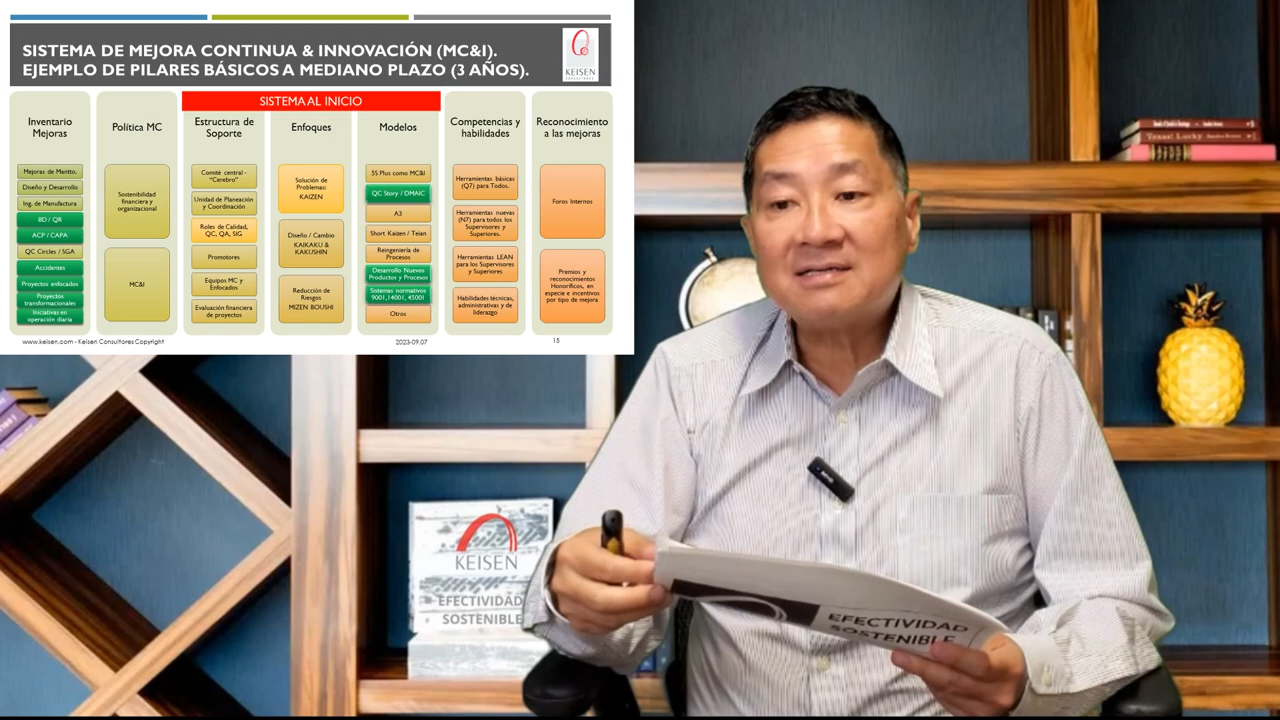 SISTEMA DE MEJORA CONTINUA & INNOVACIÓN (MC&I).
EJEMPLO DE PILARES BÁSICOS A MEDIANO PLAZO (3 AÑOS).
KEISEN
SISTEMA AL INICIO
Inventario
Mejoras
Mejoras de Mantto.
Diseño y Desarrollo
Ing. de Manufactura
8D / QR
ACP / CAPA
QC Circles / SGA
Accidentes
Proyectos enfocados
Proyectos
transformacionales
Iniciativas en
operación diaria
Política MC
Sostenibilidad
financiera y
organizacional
MC&I
Estructura de
Soporte
Comité central -
"Cerebro"
Unidad de Planeación
y Coordinación
Roles de Calidad,
QC, QA, SIG
Promotores
Equipos MC y
Enfocados
Evaluación financiera
de proyectos
Enfoques
Solución de
Problemas:
KAIZEN
Diseño / Cambio
KAIKAKU &
KAKUSHIN
Reducción de
Riesgos
MIZEN BOUSHI
Modelos
5S Plus como MC&I
QC Story / DMAIC
A3
Short Kaizen / Teian
Reingeniería de
Procesos
Desarrollo Nuevos
Productos y Procesos
Sistemas normativos
9001,14001, 45001
Otros
Competencias y
habilidades
Herramientas básicas
(Q7) para Todos.
Herramientas nuevas
(N7) para todos los
Supervisores y
Superiores.
Herramientas LEAN
para los Supervisores
y Superiores
Habilidades técnicas,
administrativas y de
liderazgo
Reconocimiento
a las mejoras
Foros Internos
Premios y
reconocimientos
Honoríficos, en
especie e incentivos
por tipo de mejora
www.keisen.com - Keisen Consultores Copyright
2023-09.07
15
KEISEN
EFECTIVIDAD
SOSTENIBLE
EFECTIVIDAD
SOSTENIBLE